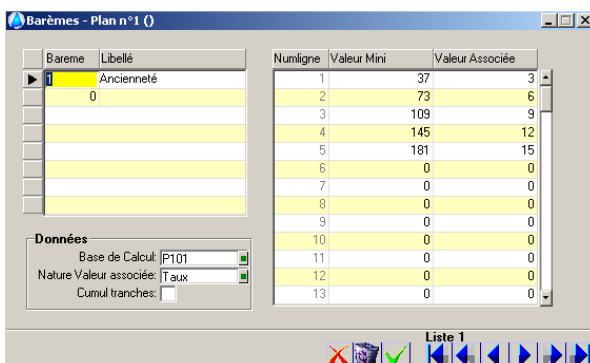 Barèmes - Plan n°1 ()
Bareme Libellé
1 Ancienneté
0
Numligne Valeur Mini Valeur Associée
1 37 3
2 73 6
3 109 9
4 145 12
5 181 15
6 0 0
7 0 0
8 0 0
9 0 0
10 0 0
11 0 0
12 0 0
13 0 0
Données
Base de Calcul: P101
Nature Valeur associée: Taux
Cumul tranches:
Liste 1